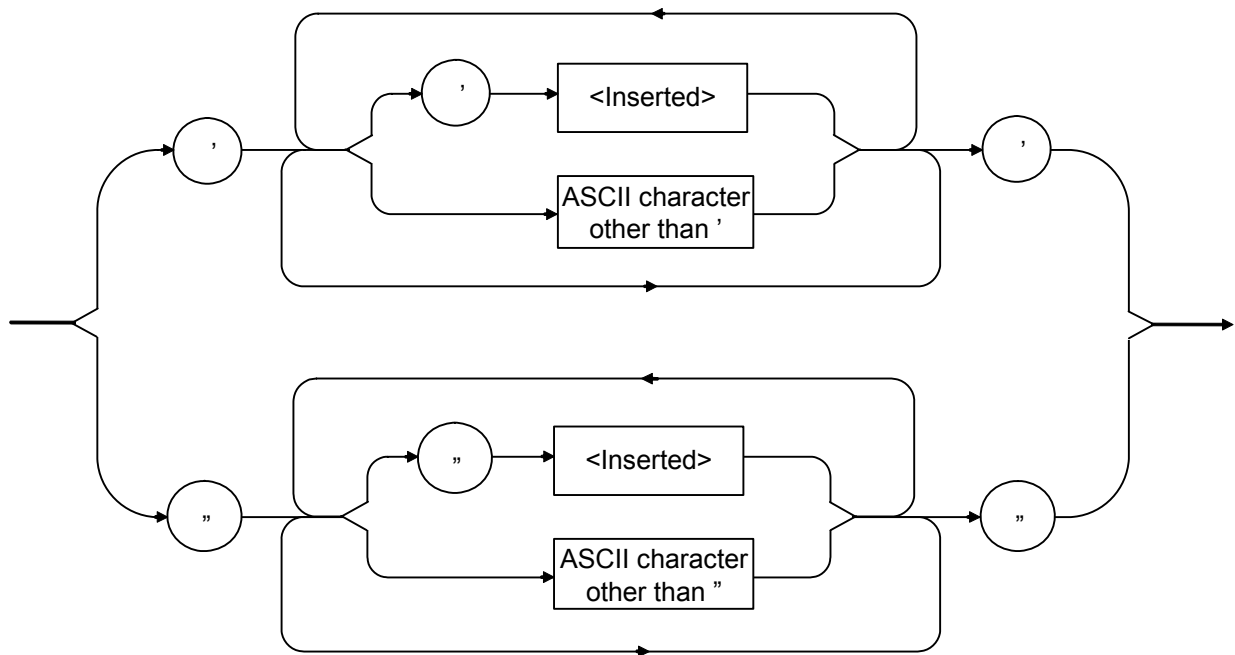 ’
<Inserted>
’
’
ASCII character
other than ’
”
<Inserted>
”
”
ASCII character
other than ”